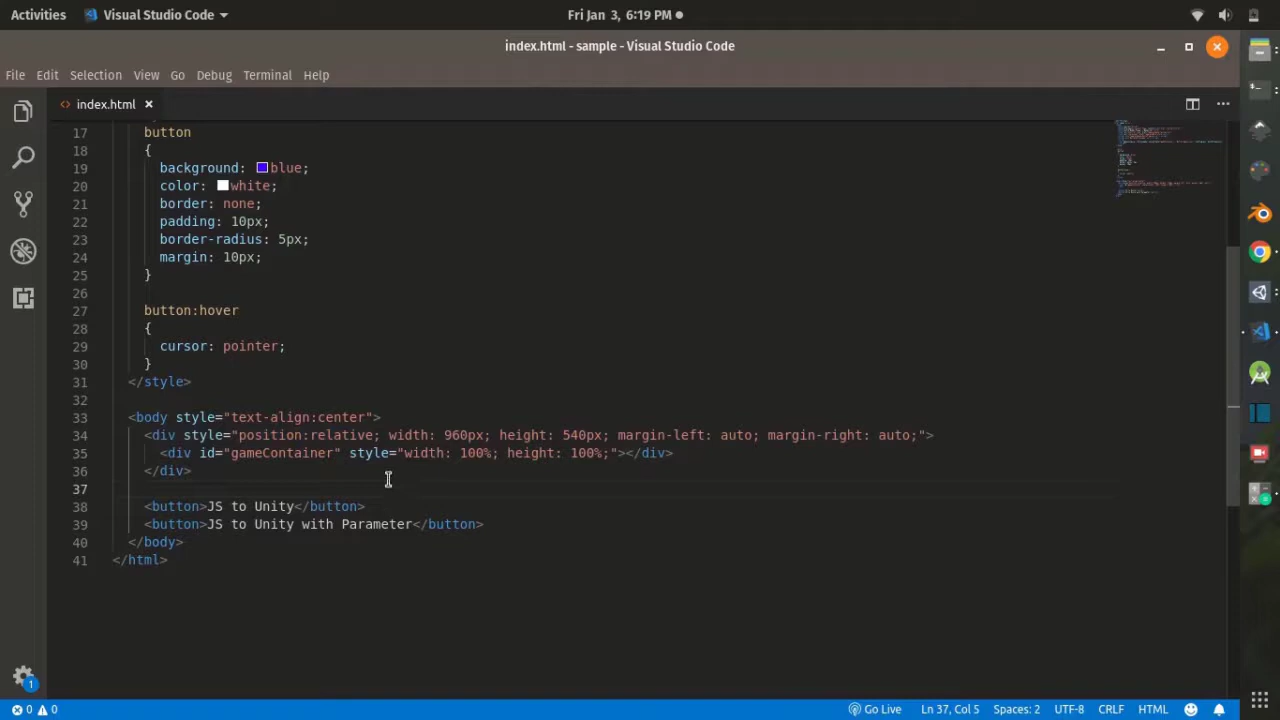 Activities Visual Studio Code Fri Jan 3, 6:19 PM
index.html - sample - Visual Studio Code
File Edit Selection View Go Debug Terminal Help
<> index.html ×
17 button
18 {
19 background: blue;
20 color: white;
21 border: none;
22 padding: 10px;
23 border-radius: 5px;
24 margin: 10px;
25 }
26
27 button:hover
28 {
29 cursor: pointer;
30 }
31 </style>
32
33 <body style="text-align:center">
34 <div style="position:relative; width: 960px; height: 540px; margin-left: auto; margin-right: auto;">
35 <div id="gameContainer" style="width: 100%; height: 100%;"></div>
36 </div>
37
38 <button>JS to Unity</button>
39 <button>JS to Unity with Parameter</button>
40 </body>
41 </html>
1
0 0 Go Live Ln 37, Col 5 Spaces: 2 UTF-8 CRLF HTML